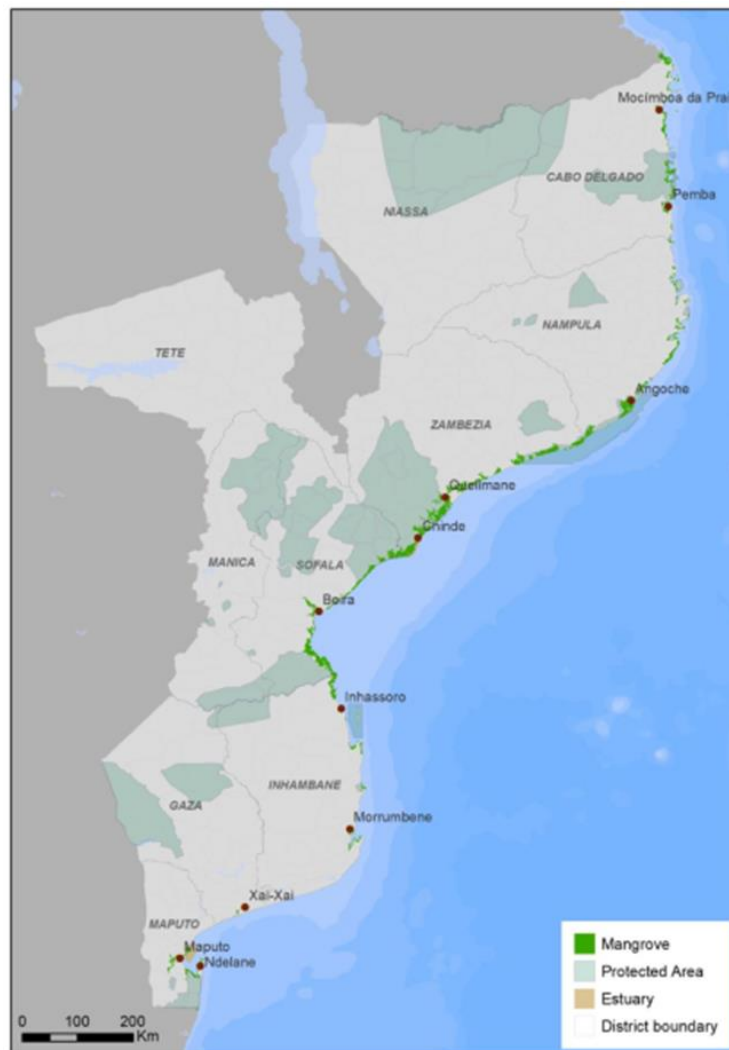 Mocímboa da Prai
CABO DELGADO
NIASSA
Pemba
NAMPULA
TETE
Angoche
ZAMBEZIA
Quelimane
Chinde
MANICA
SOFALA
Beira
Inhassoro
INHAMBANE
GAZA
Morrumbene
Xai-Xai
MAPUTO
Maputo
Ndelane
Mangrove
Protected Area
Estuary
District boundary
0 100 200
Km